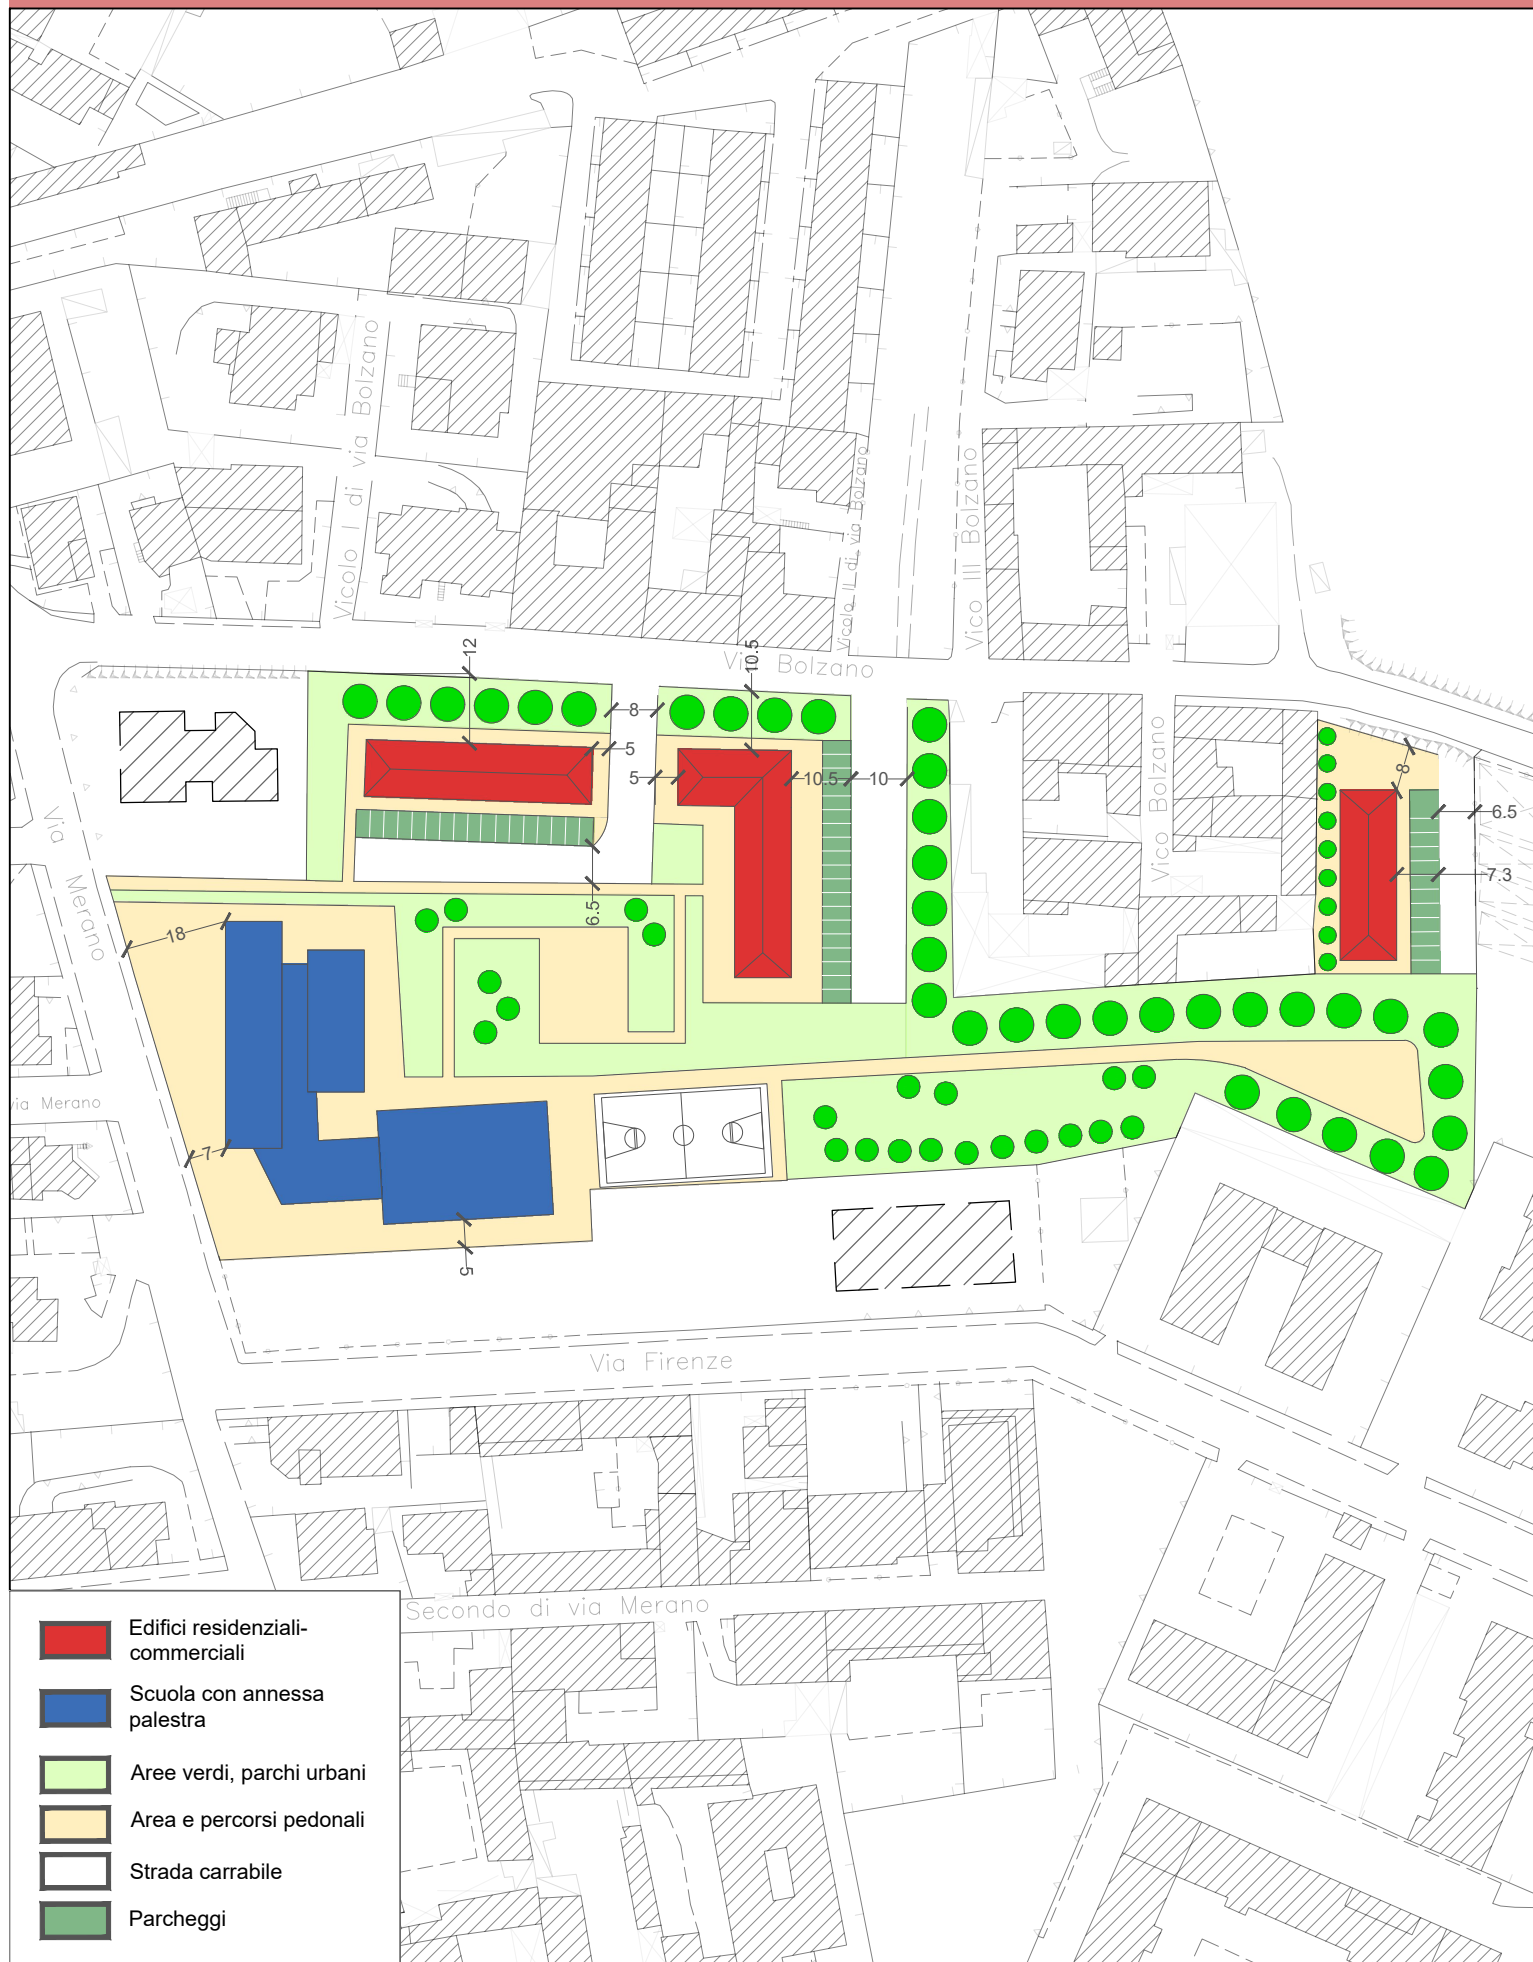 Vicolo I di via Bolzano
Vicolo II di via Bolzano
Vico III Bolzano
Via Bolzano
12
10.5
8
5
5
10.5
10
Vico Bolzano
8
6.5
7.3
6.5
Via Merano
18
7
5
via Merano
Via Firenze
Secondo di via Merano
Edifici residenziali-
commerciali
Scuola con annessa
palestra
Aree verdi, parchi urbani
Area e percorsi pedonali
Strada carrabile
Parcheggi